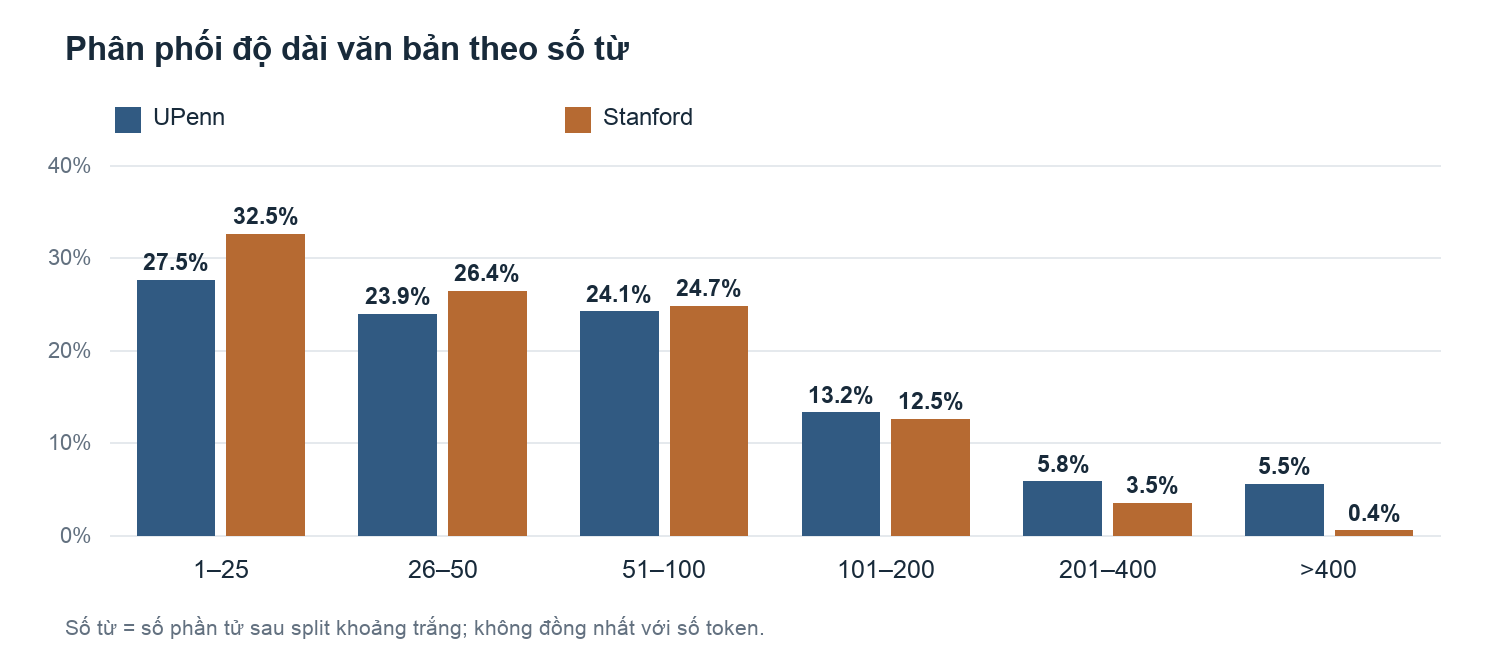 Phân phối độ dài văn bản theo số từ
UPenn Stanford
40%
30%
20%
10%
0%
27.5% 32.5% 23.9% 26.4% 24.1% 24.7% 13.2% 12.5% 5.8% 3.5% 5.5% 0.4%
1–25 26–50 51–100 101–200 201–400 >400
Số từ = số phần tử sau split khoảng trắng; không đồng nhất với số token.